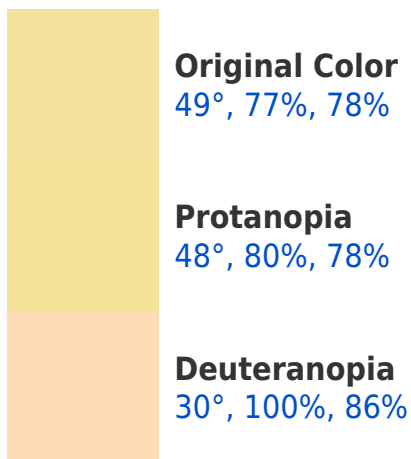 Original Color
49°, 77%, 78%
Protanopia
48°, 80%, 78%
Deuteranopia
30°, 100%, 86%